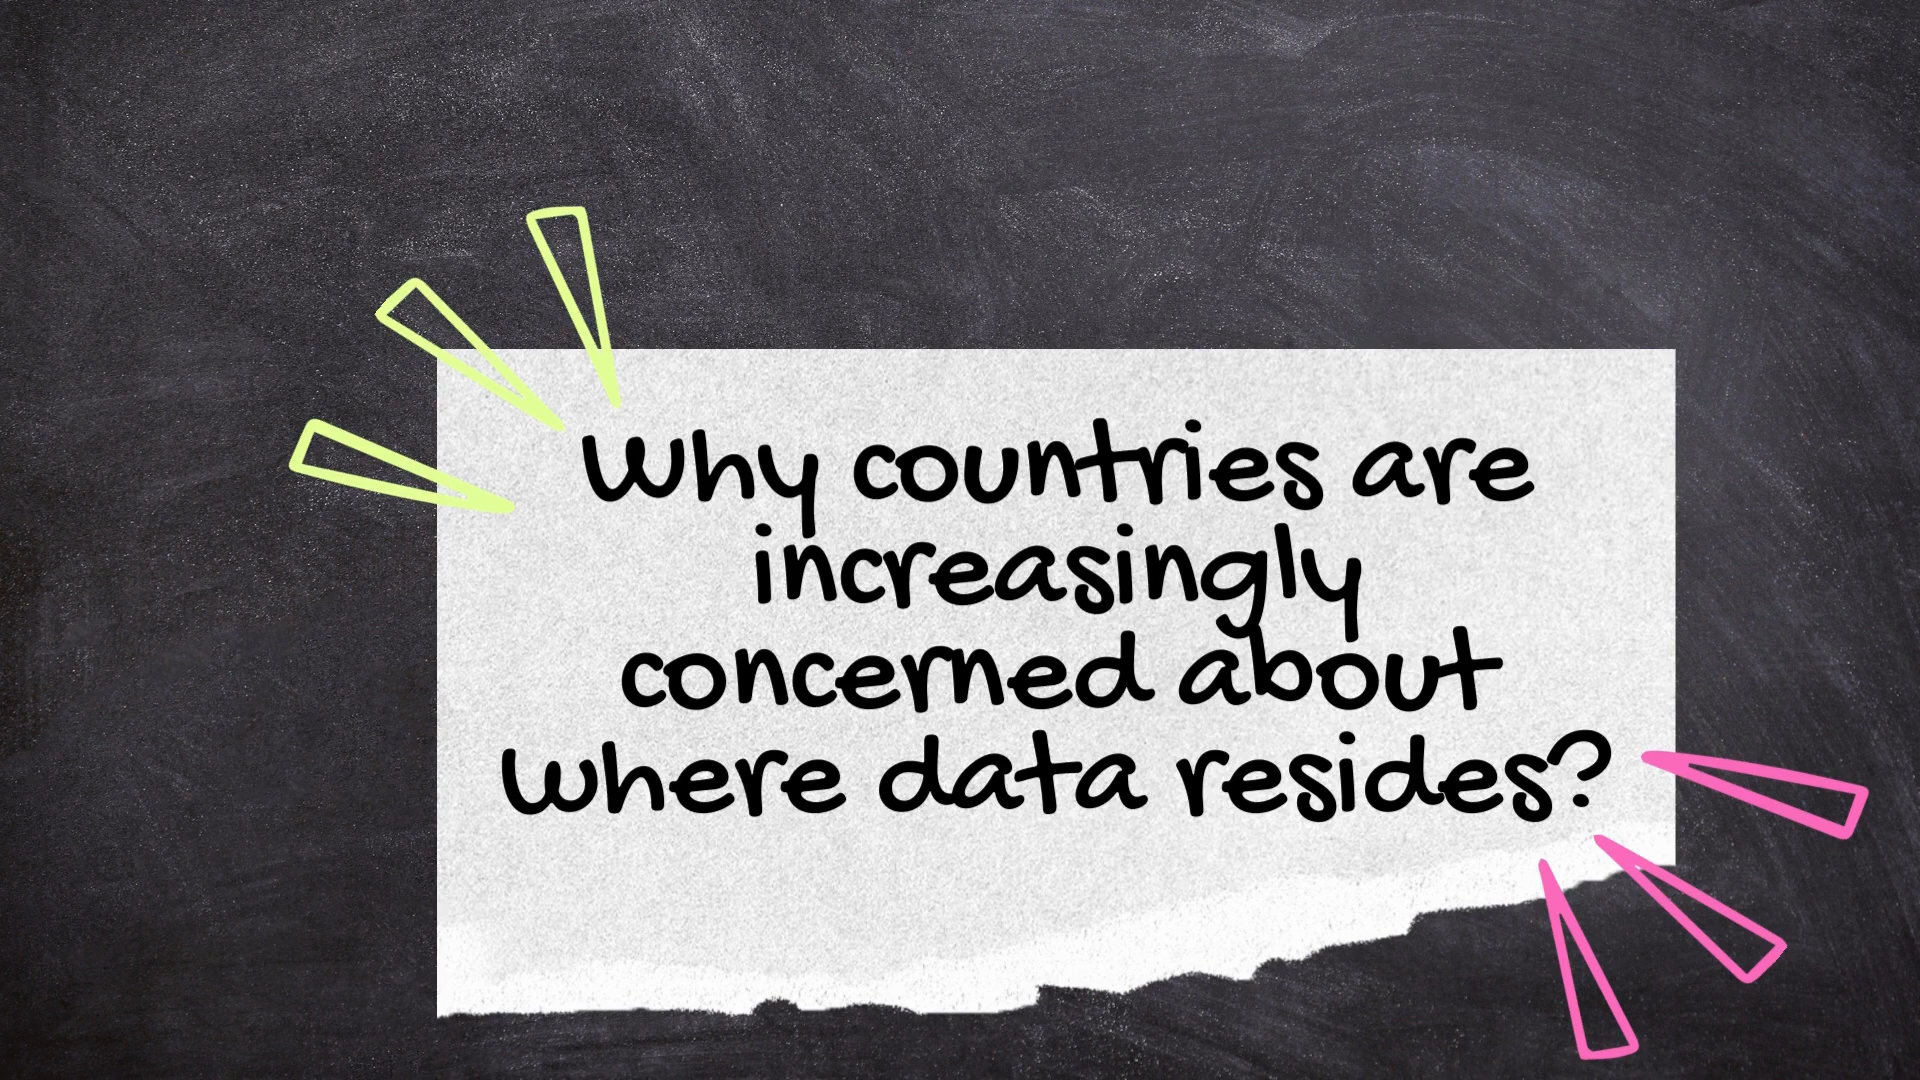 Why countries are
increasingly
concerned about
where data resides?